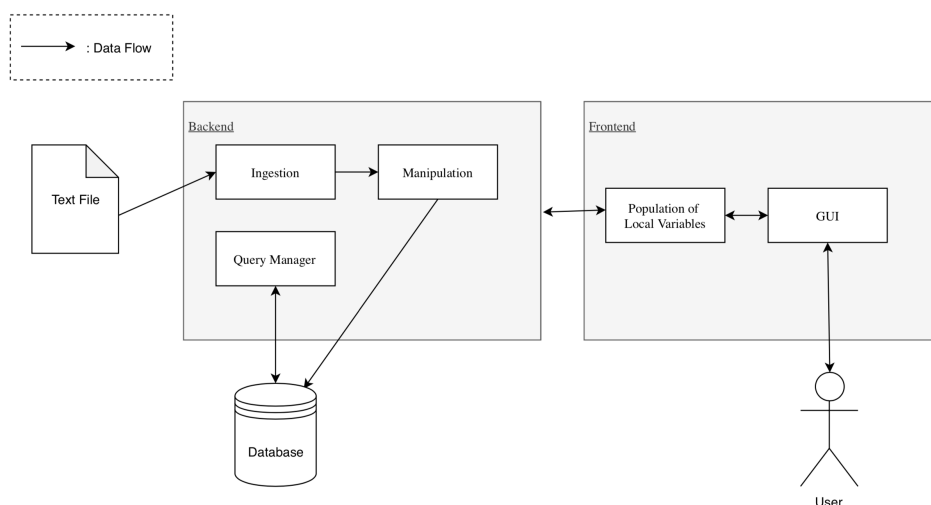 : Data Flow
Backend
Frontend
Text File
Ingestion
Manipulation
Population of
Local Variables
GUI
Query Manager
Database
User